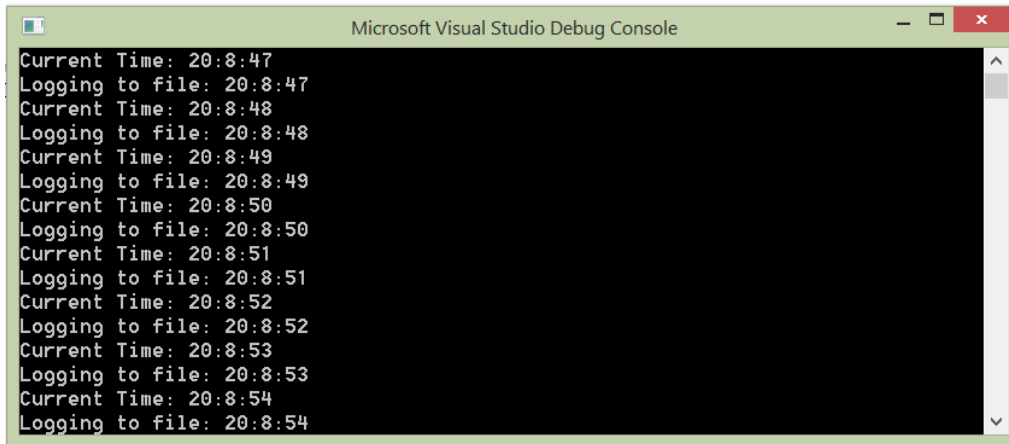 Microsoft Visual Studio Debug Console
Current Time: 20:8:47
Logging to file: 20:8:47
Current Time: 20:8:48
Logging to file: 20:8:48
Current Time: 20:8:49
Logging to file: 20:8:49
Current Time: 20:8:50
Logging to file: 20:8:50
Current Time: 20:8:51
Logging to file: 20:8:51
Current Time: 20:8:52
Logging to file: 20:8:52
Current Time: 20:8:53
Logging to file: 20:8:53
Current Time: 20:8:54
Logging to file: 20:8:54